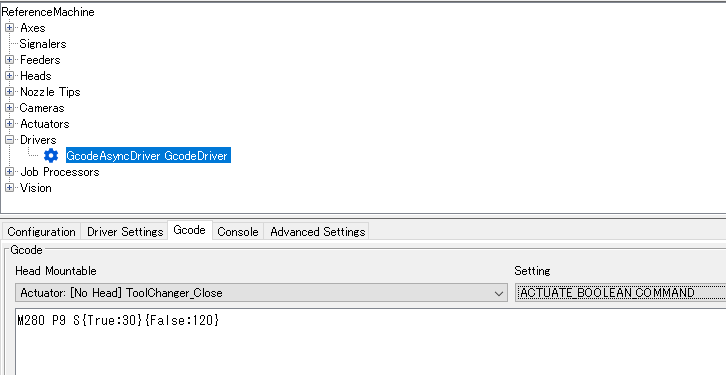 ReferenceMachine
Axes
Signalers
Feeders
Heads
Nozzle Tips
Cameras
Actuators
Drivers
GcodeAsyncDriver GcodeDriver
Job Processors
Vision
Configuration Driver Settings Gcode Console Advanced Settings
Gcode
Head Mountable Setting
Actuator: [No Head] ToolChanger_Close ACTUATE_BOOLEAN_COMMAND
M280 P9 S{True:30}{False:120}